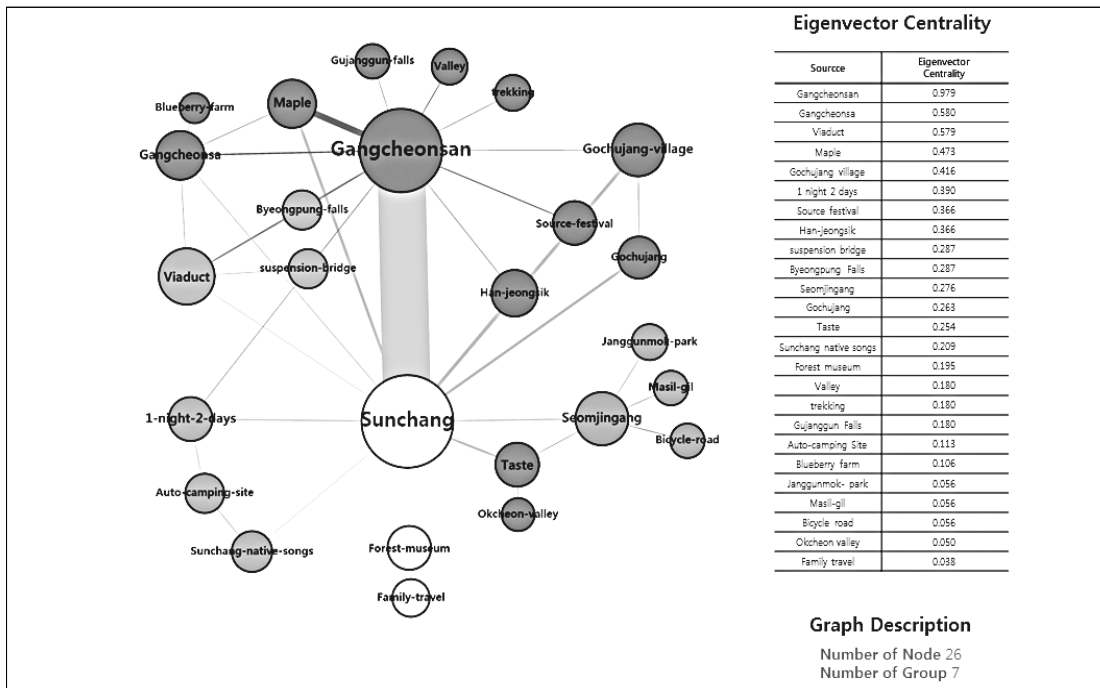 Eigenvector Centrality
Gujanggun-falls
Valley
trekking
Blueberry-farm
Maple
Gangcheonsa
Gangcheonsan
Gochujang-village
Byeongpung-falls
Source-festival
Viaduct
suspension-bridge
Gochujang
Han-jeongsik
Janggunmok-park
Masil-gil
1-night-2-days
Sunchang
Seomjingang
Bicycle-road
Taste
Auto-camping-site
Okcheon-valley
Sunchang-native-songs
Forest-museum
Family-travel
Sourcce Eigenvector Centrality
Gangcheonsan 0.979
Gangcheonsa 0.580
Viaduct 0.579
Maple 0.473
Gochujang village 0.416
1 night 2 days 0.390
Source festival 0.366
Han-jeongsik 0.366
suspension bridge 0.287
Byeongpung Falls 0.287
Seomjingang 0.276
Gochujang 0.263
Taste 0.254
Sunchang native songs 0.209
Forest museum 0.195
Valley 0.180
trekking 0.180
Gujanggun Falls 0.180
Auto-camping Site 0.113
Blueberry farm 0.106
Janggunmok- park 0.056
Masil-gil 0.056
Bicycle road 0.056
Okcheon valley 0.050
Family travel 0.038
Graph Description
Number of Node 26
Number of Group 7